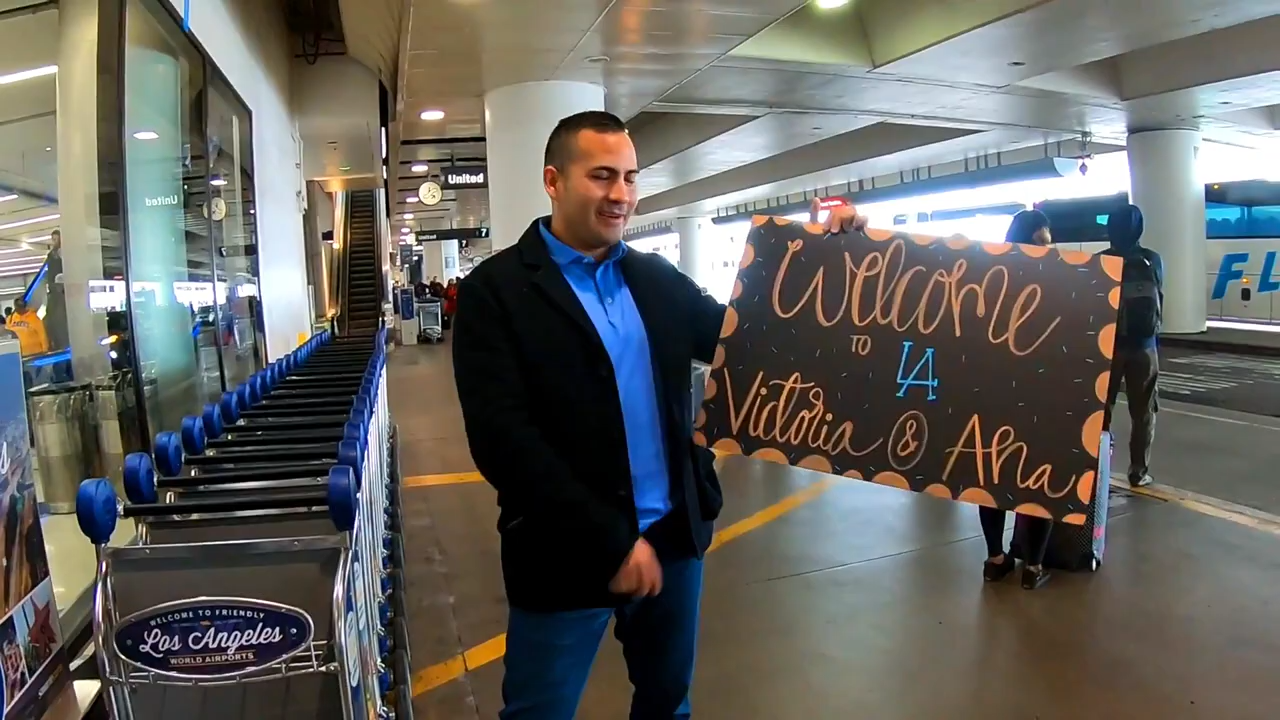 United
United
United 7
Welcome
TO LA
Victoria & Ana
FL
WELCOME TO FRIENDLY
Los Angeles
WORLD AIRPORTS